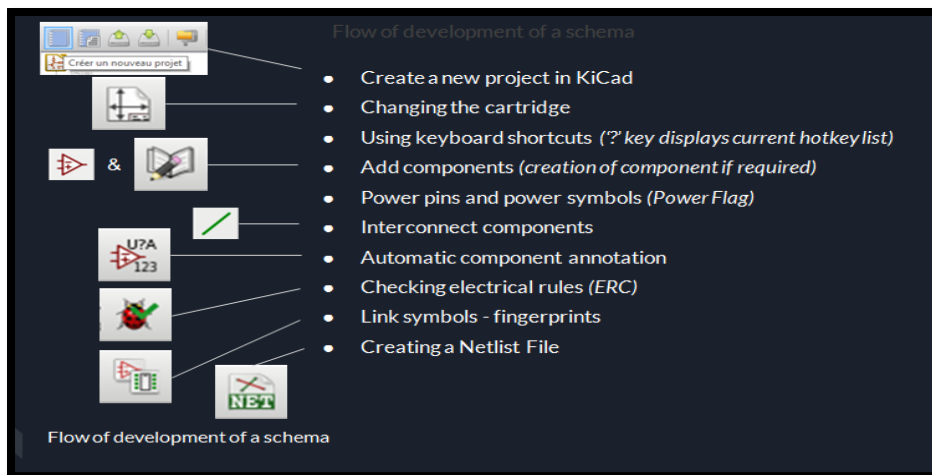 Flow of development of a schema
Créer un nouveau projet
Create a new project in KiCad
Changing the cartridge
Using keyboard shortcuts ('?' key displays current hotkey list)
&
Add components (creation of component if required)
Power pins and power symbols (Power Flag)
Interconnect components
U?A
123
Automatic component annotation
Checking electrical rules (ERC)
Link symbols - fingerprints
Creating a Netlist File
NET
Flow of development of a schema